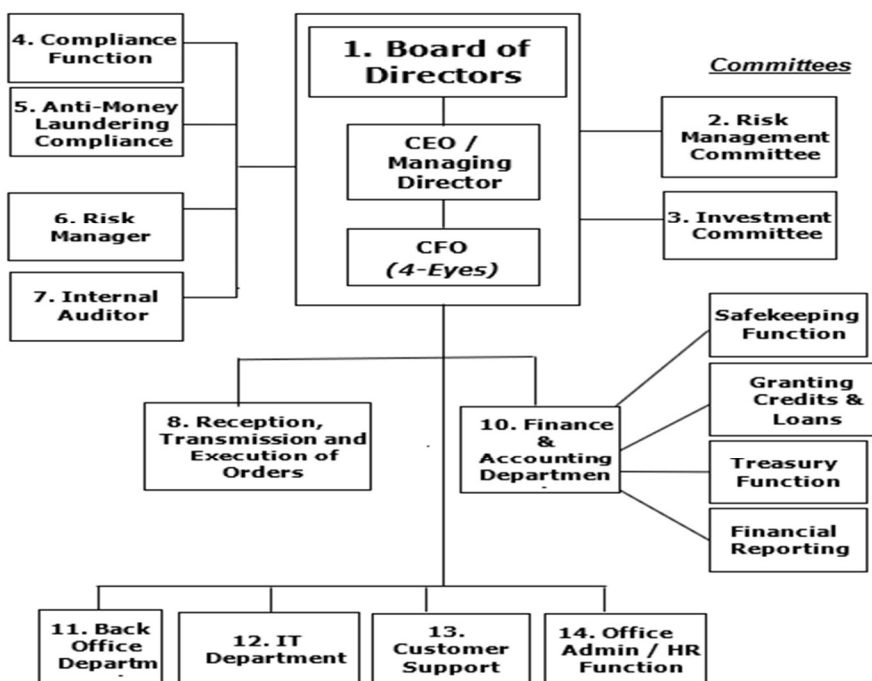 4. Compliance
Function
5. Anti-Money
Laundering
Compliance
6. Risk
Manager
7. Internal
Auditor
1. Board of
Directors
CEO /
Managing
Director
CFO
(4-Eyes)
Committees
2. Risk
Management
Committee
3. Investment
Committee
8. Reception,
Transmission and
Execution of
Orders
10. Finance
&
Accounting
Departmen
Safekeeping
Function
Granting
Credits &
Loans
Treasury
Function
Financial
Reporting
11. Back
Office
Departm
12. IT
Department
13.
Customer
Support
14. Office
Admin / HR
Function